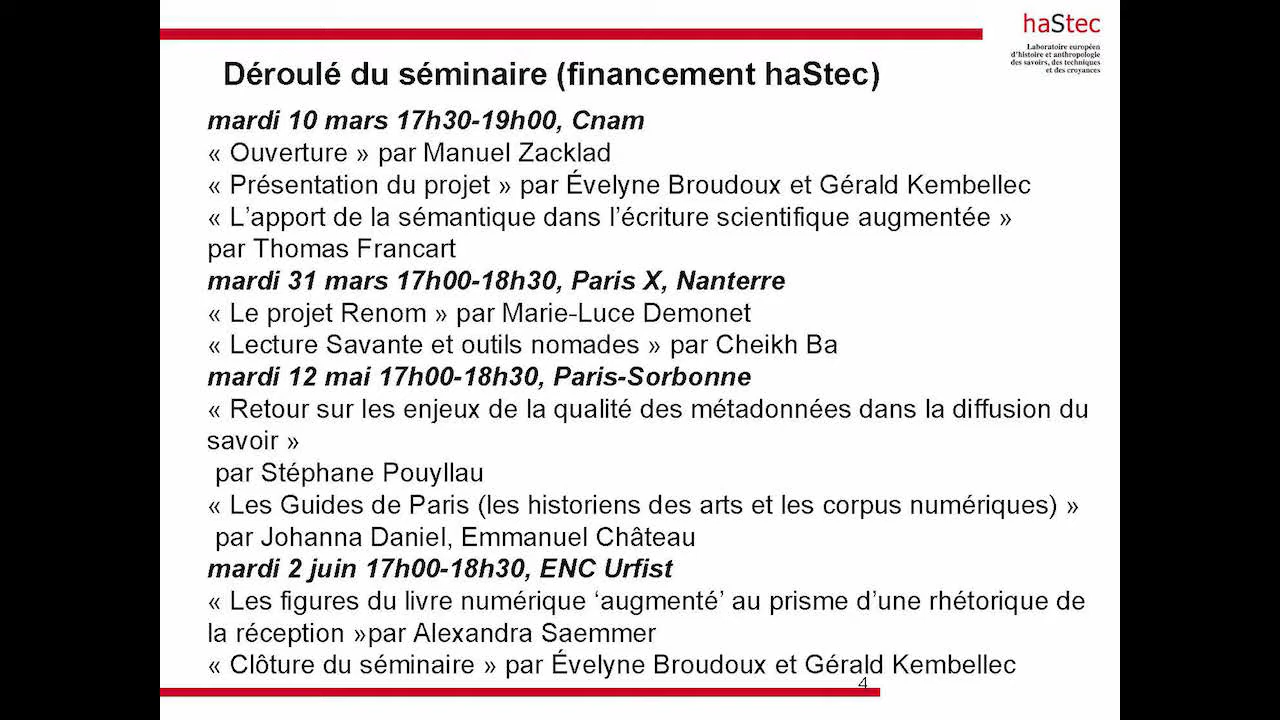 haStec
Laboratoire européen
d'histoire et anthropologie
des savoirs, des techniques
et des croyances
Déroulé du séminaire (financement haStec)
mardi 10 mars 17h30-19h00, Cnam
« Ouverture » par Manuel Zacklad
« Présentation du projet » par Évelyne Broudoux et Gérald Kembellec
« L’apport de la sémantique dans l’écriture scientifique augmentée »
par Thomas Francart
mardi 31 mars 17h00-18h30, Paris X, Nanterre
« Le projet Renom » par Marie-Luce Demonet
« Lecture Savante et outils nomades » par Cheikh Ba
mardi 12 mai 17h00-18h30, Paris-Sorbonne
« Retour sur les enjeux de la qualité des métadonnées dans la diffusion du
savoir »
par Stéphane Pouyllau
« Les Guides de Paris (les historiens des arts et les corpus numériques) »
par Johanna Daniel, Emmanuel Château
mardi 2 juin 17h00-18h30, ENC Urfist
« Les figures du livre numérique ‘augmenté’ au prisme d’une rhétorique de
la réception »par Alexandra Saemmer
« Clôture du séminaire » par Évelyne Broudoux et Gérald Kembellec
4